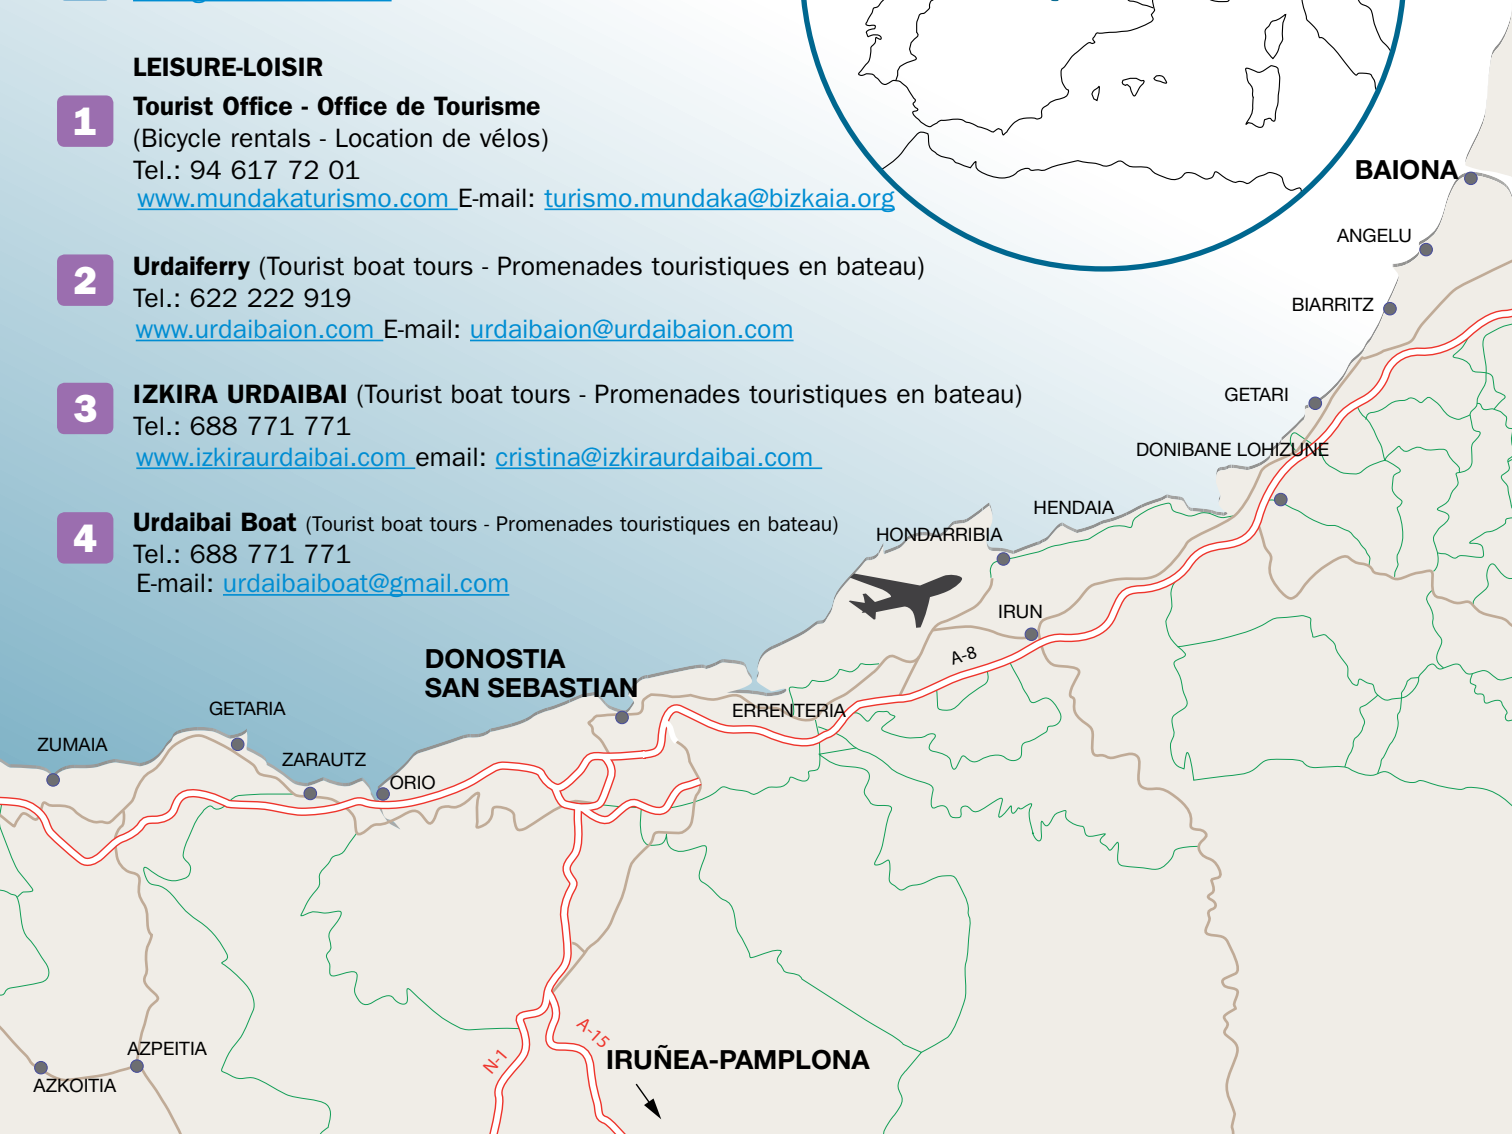 LEISURE-LOISIR
1
Tourist Office - Office de Tourisme
(Bicycle rentals - Location de vélos)
Tel.: 94 617 72 01
www.mundakaturismo.com E-mail: turismo.mundaka@bizkaia.org
2
Urdaiferry (Tourist boat tours - Promenades touristiques en bateau)
Tel.: 622 222 919
www.urdaibaion.com E-mail: urdaibaion@urdaibaion.com
3
IZKIRA URDAIBAI (Tourist boat tours - Promenades touristiques en bateau)
Tel.: 688 771 771
www.izkiraurdaibai.com email: cristina@izkiraurdaibai.com
4
Urdaibai Boat (Tourist boat tours - Promenades touristiques en bateau)
Tel.: 688 771 771
E-mail: urdaibaiboat@gmail.com
BAIONA
ANGELU
BIARRITZ
GETARI
DONIBANE LOHIZUNE
HENDAIA
HONDARRIBIA
IRUN
A-8
DONOSTIA
SAN SEBASTIAN
ERRENTERIA
GETARIA
ZUMAIA
ZARAUTZ
ORIO
A-15
N-1
IRUÑEA-PAMPLONA
AZPEITIA
AZKOITIA